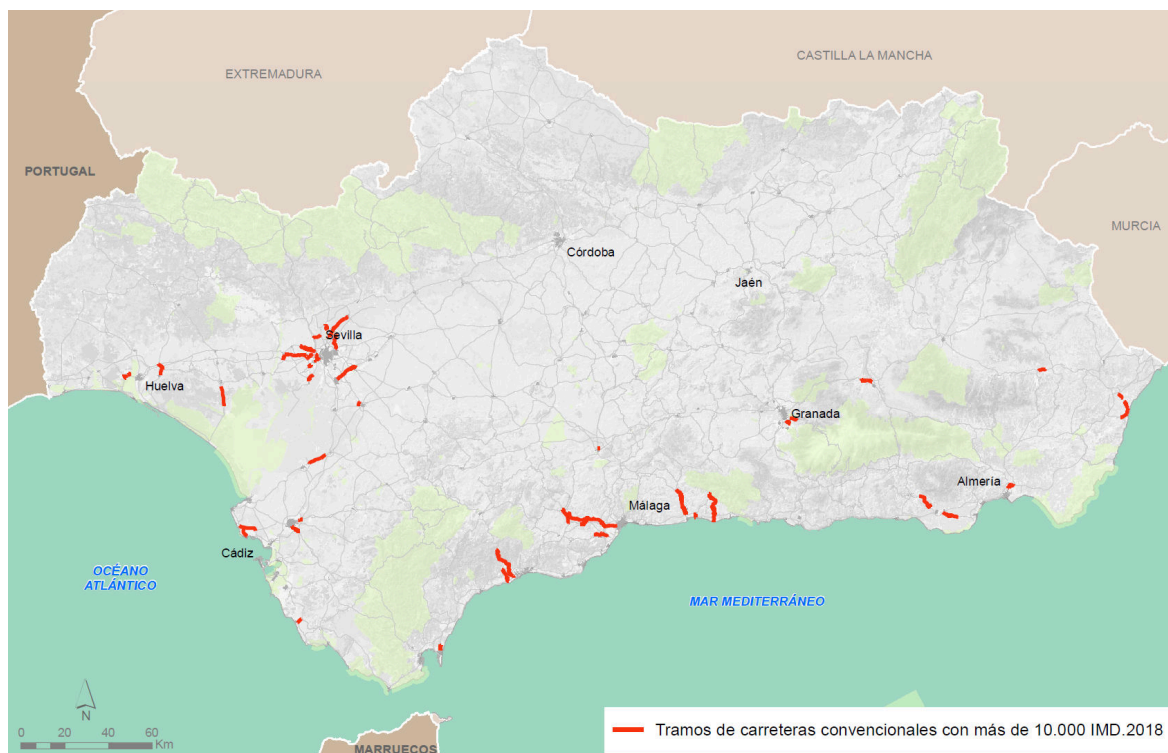 CASTILLA LA MANCHA
EXTREMADURA
PORTUGAL
MURCIA
Córdoba
Jaén
Sevilla
Huelva
Granada
Almería
Málaga
Cádiz
OCÉANO
ATLÁNTICO
MAR MEDITERRÁNEO
N
0 20 40 60
Km
MARRUECOS
Tramos de carreteras convencionales con más de 10.000 IMD.2018